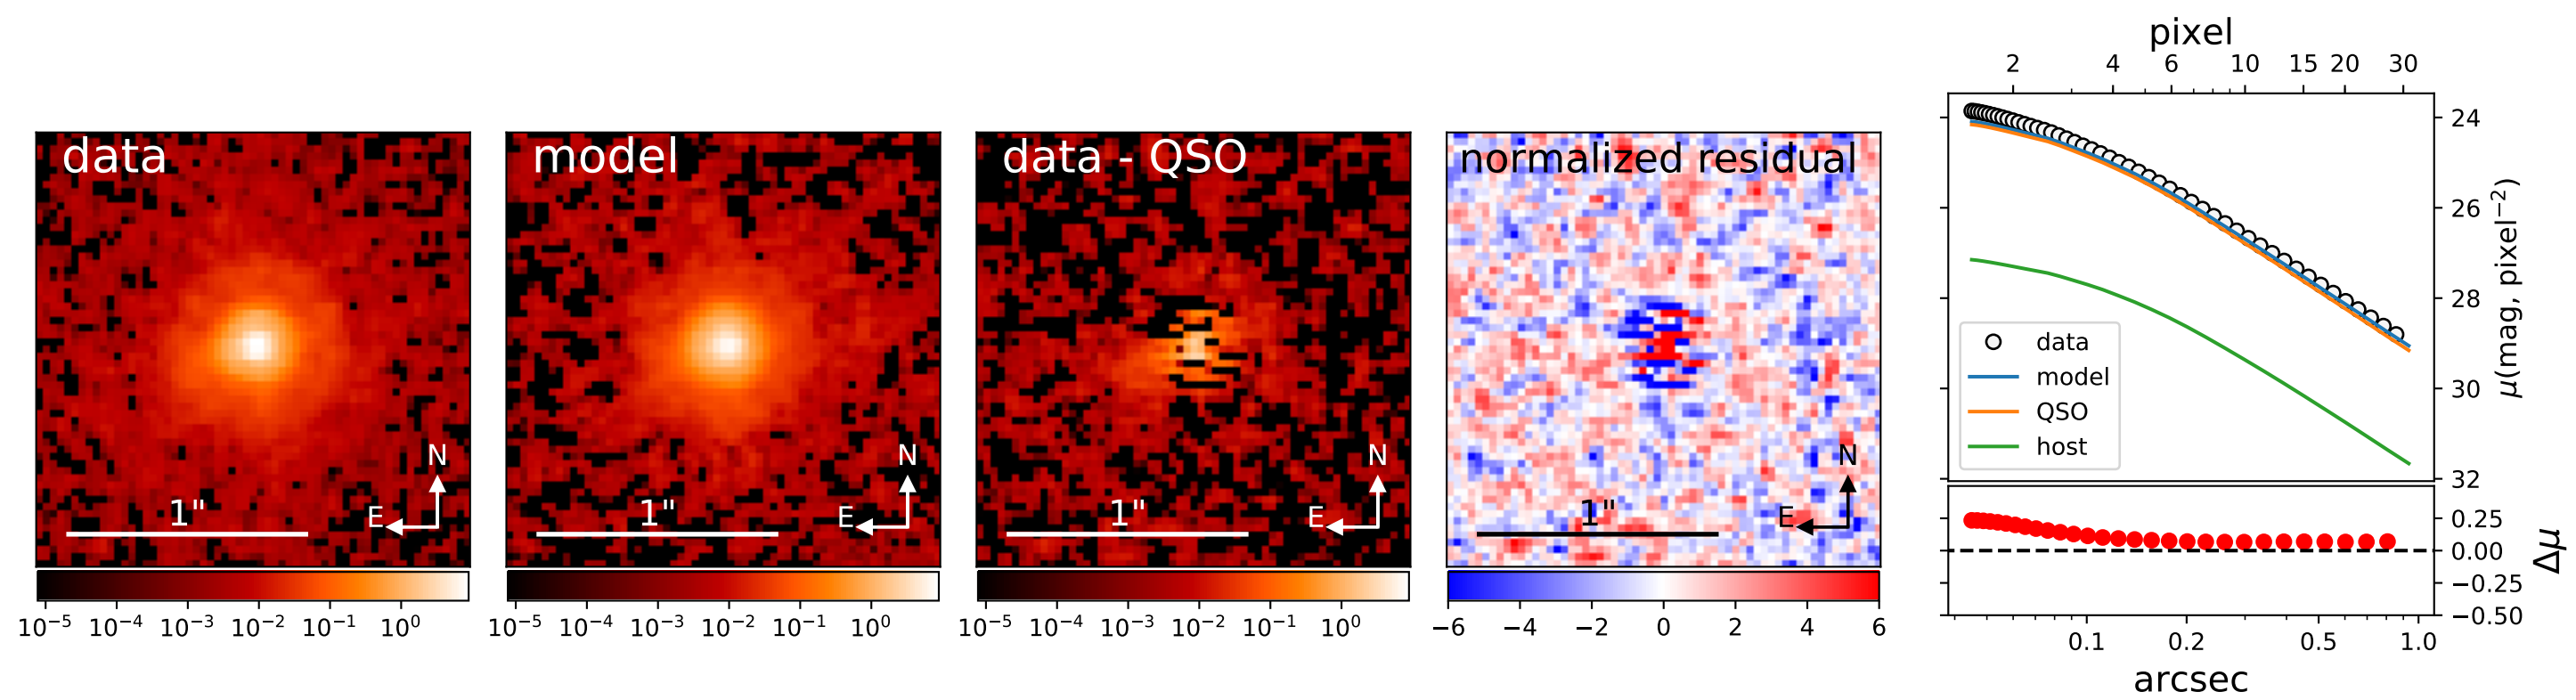 data
1"
N
E
10⁻⁵ 10⁻⁴ 10⁻³ 10⁻² 10⁻¹ 10⁰
model
1"
N
E
10⁻⁵ 10⁻⁴ 10⁻³ 10⁻² 10⁻¹ 10⁰
data - QSO
1"
N
E
10⁻⁵ 10⁻⁴ 10⁻³ 10⁻² 10⁻¹ 10⁰
normalized residual
1"
N
E
−6 −4 −2 0 2 4 6
pixel
2 4 6 10 15 20 30
24
26
28
30
32
μ(mag, pixel⁻²)
data
model
QSO
host
0.25
0.00
−0.25
−0.50
Δμ
0.1 0.2 0.5 1.0
arcsec